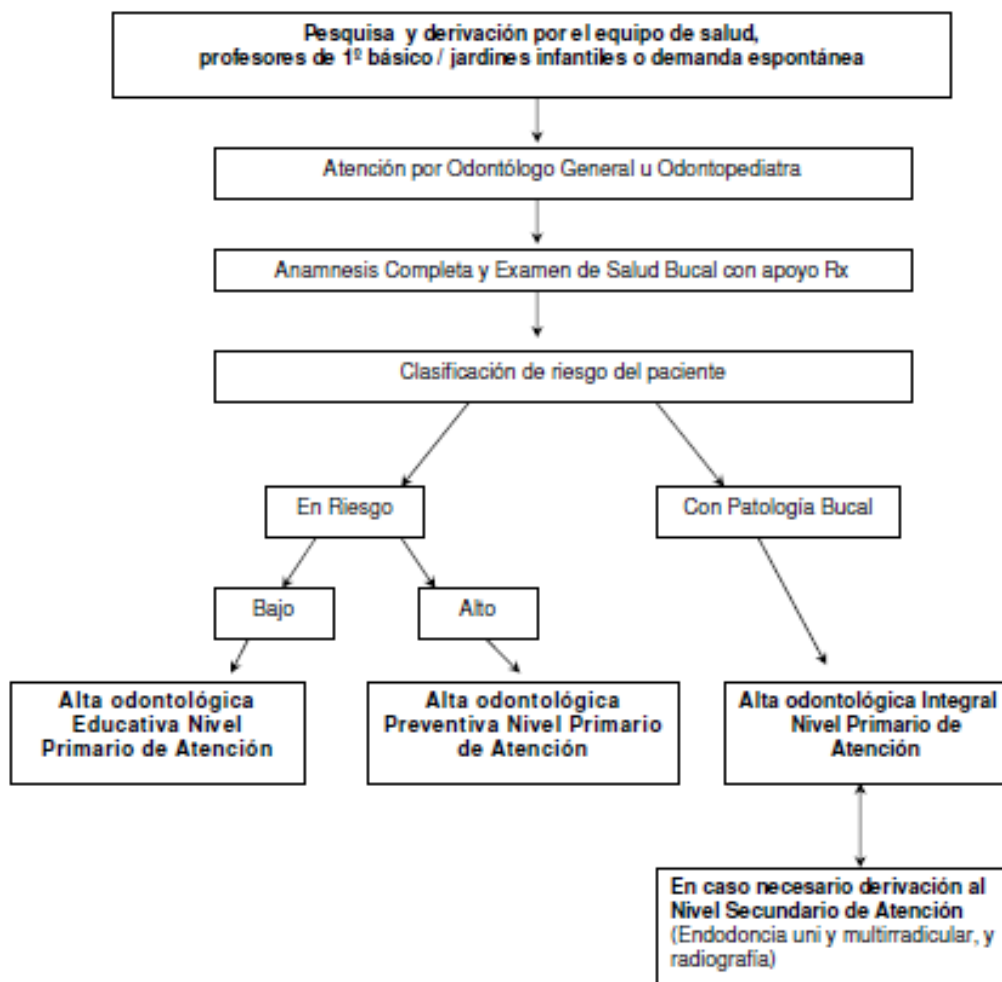 Pesquisa y derivación por el equipo de salud,
profesores de 1º básico / jardines infantiles o demanda espontánea
Atención por Odontólogo General u Odontopediatra
Anamnesis Completa y Examen de Salud Bucal con apoyo Rx
Clasificación de riesgo del paciente
En Riesgo
Con Patología Bucal
Bajo
Alto
Alta odontológica
Educativa Nivel
Primario de Atención
Alta odontológica
Preventiva Nivel Primario
de Atención
Alta odontológica Integral
Nivel Primario de
Atención
En caso necesario derivación al
Nivel Secundario de Atención
(Endodoncia uni y multirradicular, y
radiografía)